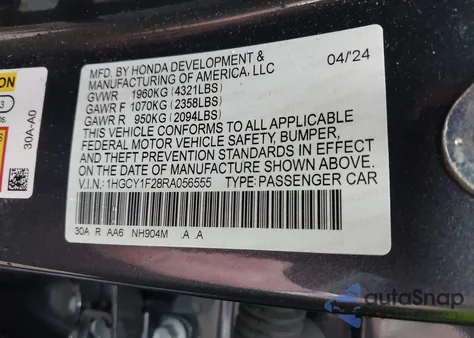 ON
3
30A-A0
MFD. BY HONDA DEVELOPMENT & 04/'24
MANUFACTURING OF AMERICA, LLC
GVWR 1960KG (4321LBS)
GAWR F 1070KG (2358LBS)
GAWR R 950KG (2094LBS)
THIS VEHICLE CONFORMS TO ALL APPLICABLE
FEDERAL MOTOR VEHICLE SAFETY, BUMPER,
AND THEFT PREVENTION STANDARDS IN EFFECT
ON THE DATE OF MANUFACTURE SHOWN ABOVE.
V.I.N.: 1HGCY1F28RA056555 TYPE: PASSENGER CAR
30A R AA6 NH904M .A .A
autoSnap